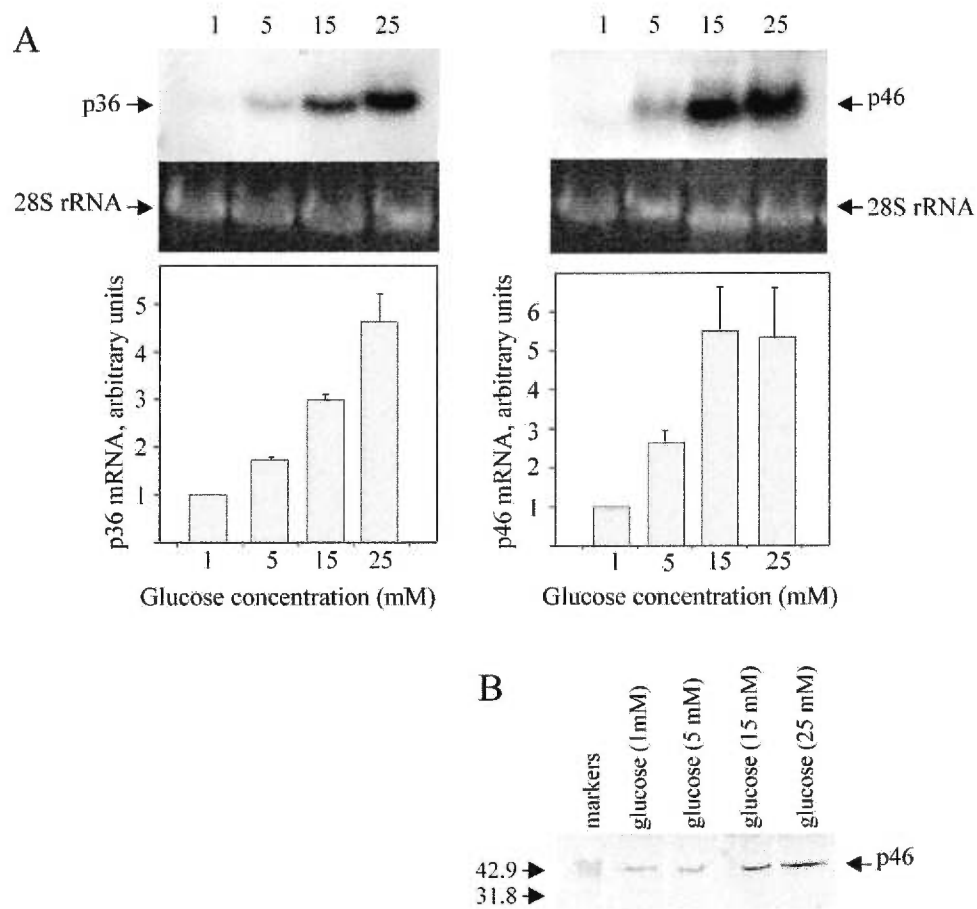 A
1 5 15 25
p36
28S rRNA
p36 mRNA, arbitrary units
5
4
3
2
1
1 5 15 25
Glucose concentration (mM)
1 5 15 25
p46
28S rRNA
p46 mRNA, arbitrary units
6
5
4
3
2
1
1 5 15 25
Glucose concentration (mM)
B
markers
glucose (1mM)
glucose (5 mM)
glucose (15 mM)
glucose (25 mM)
42.9
31.8
p46